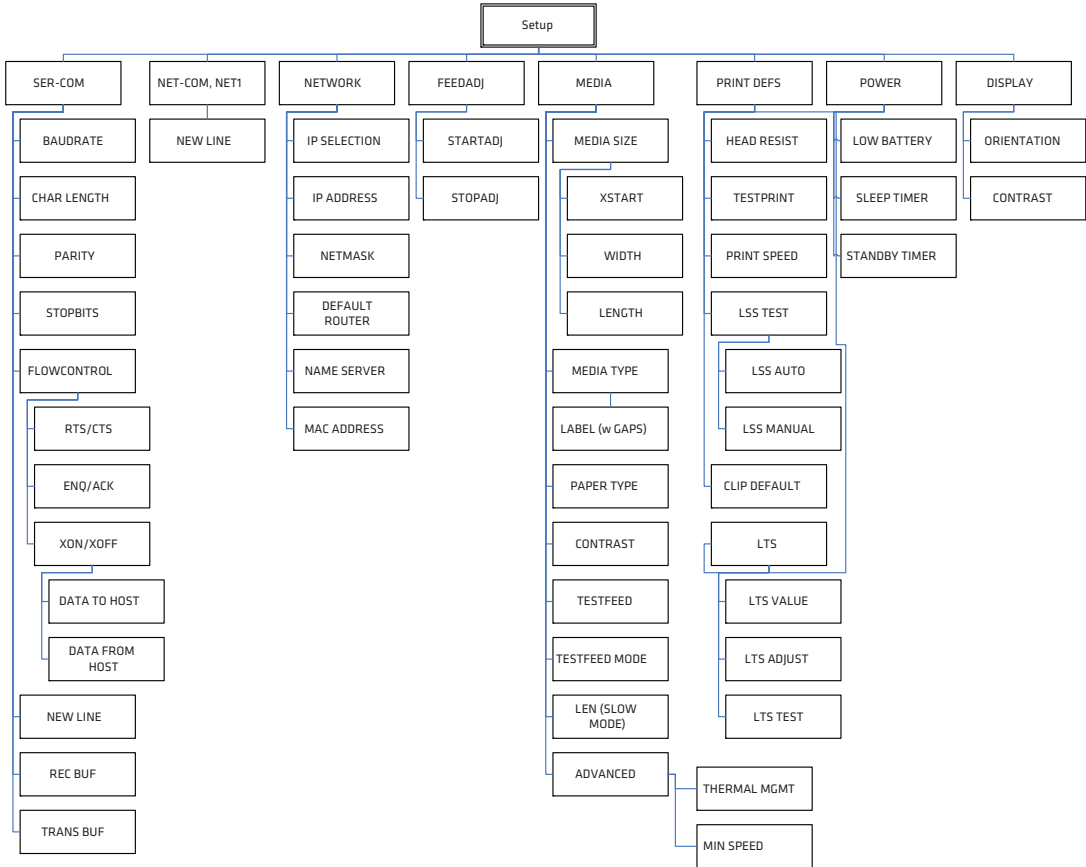 Setup
SER-COM
NET-COM, NET1
NETWORK
FEEDADJ
MEDIA
PRINT DEFS
POWER
DISPLAY
BAUDRATE
CHAR LENGTH
PARITY
STOPBITS
FLOWCONTROL
RTS/CTS
ENQ/ACK
XON/XOFF
DATA TO HOST
DATA FROM
HOST
NEW LINE
REC BUF
TRANS BUF
NEW LINE
IP SELECTION
IP ADDRESS
NETMASK
DEFAULT
ROUTER
NAME SERVER
MAC ADDRESS
STARTADJ
STOPADJ
MEDIA SIZE
XSTART
WIDTH
LENGTH
MEDIA TYPE
LABEL (w GAPS)
PAPER TYPE
CONTRAST
TESTFEED
TESTFEED MODE
LEN (SLOW
MODE)
ADVANCED
THERMAL MGMT
MIN SPEED
HEAD RESIST
TESTPRINT
PRINT SPEED
LSS TEST
LSS AUTO
LSS MANUAL
CLIP DEFAULT
LTS
LTS VALUE
LTS ADJUST
LTS TEST
LOW BATTERY
SLEEP TIMER
STANDBY TIMER
ORIENTATION
CONTRAST